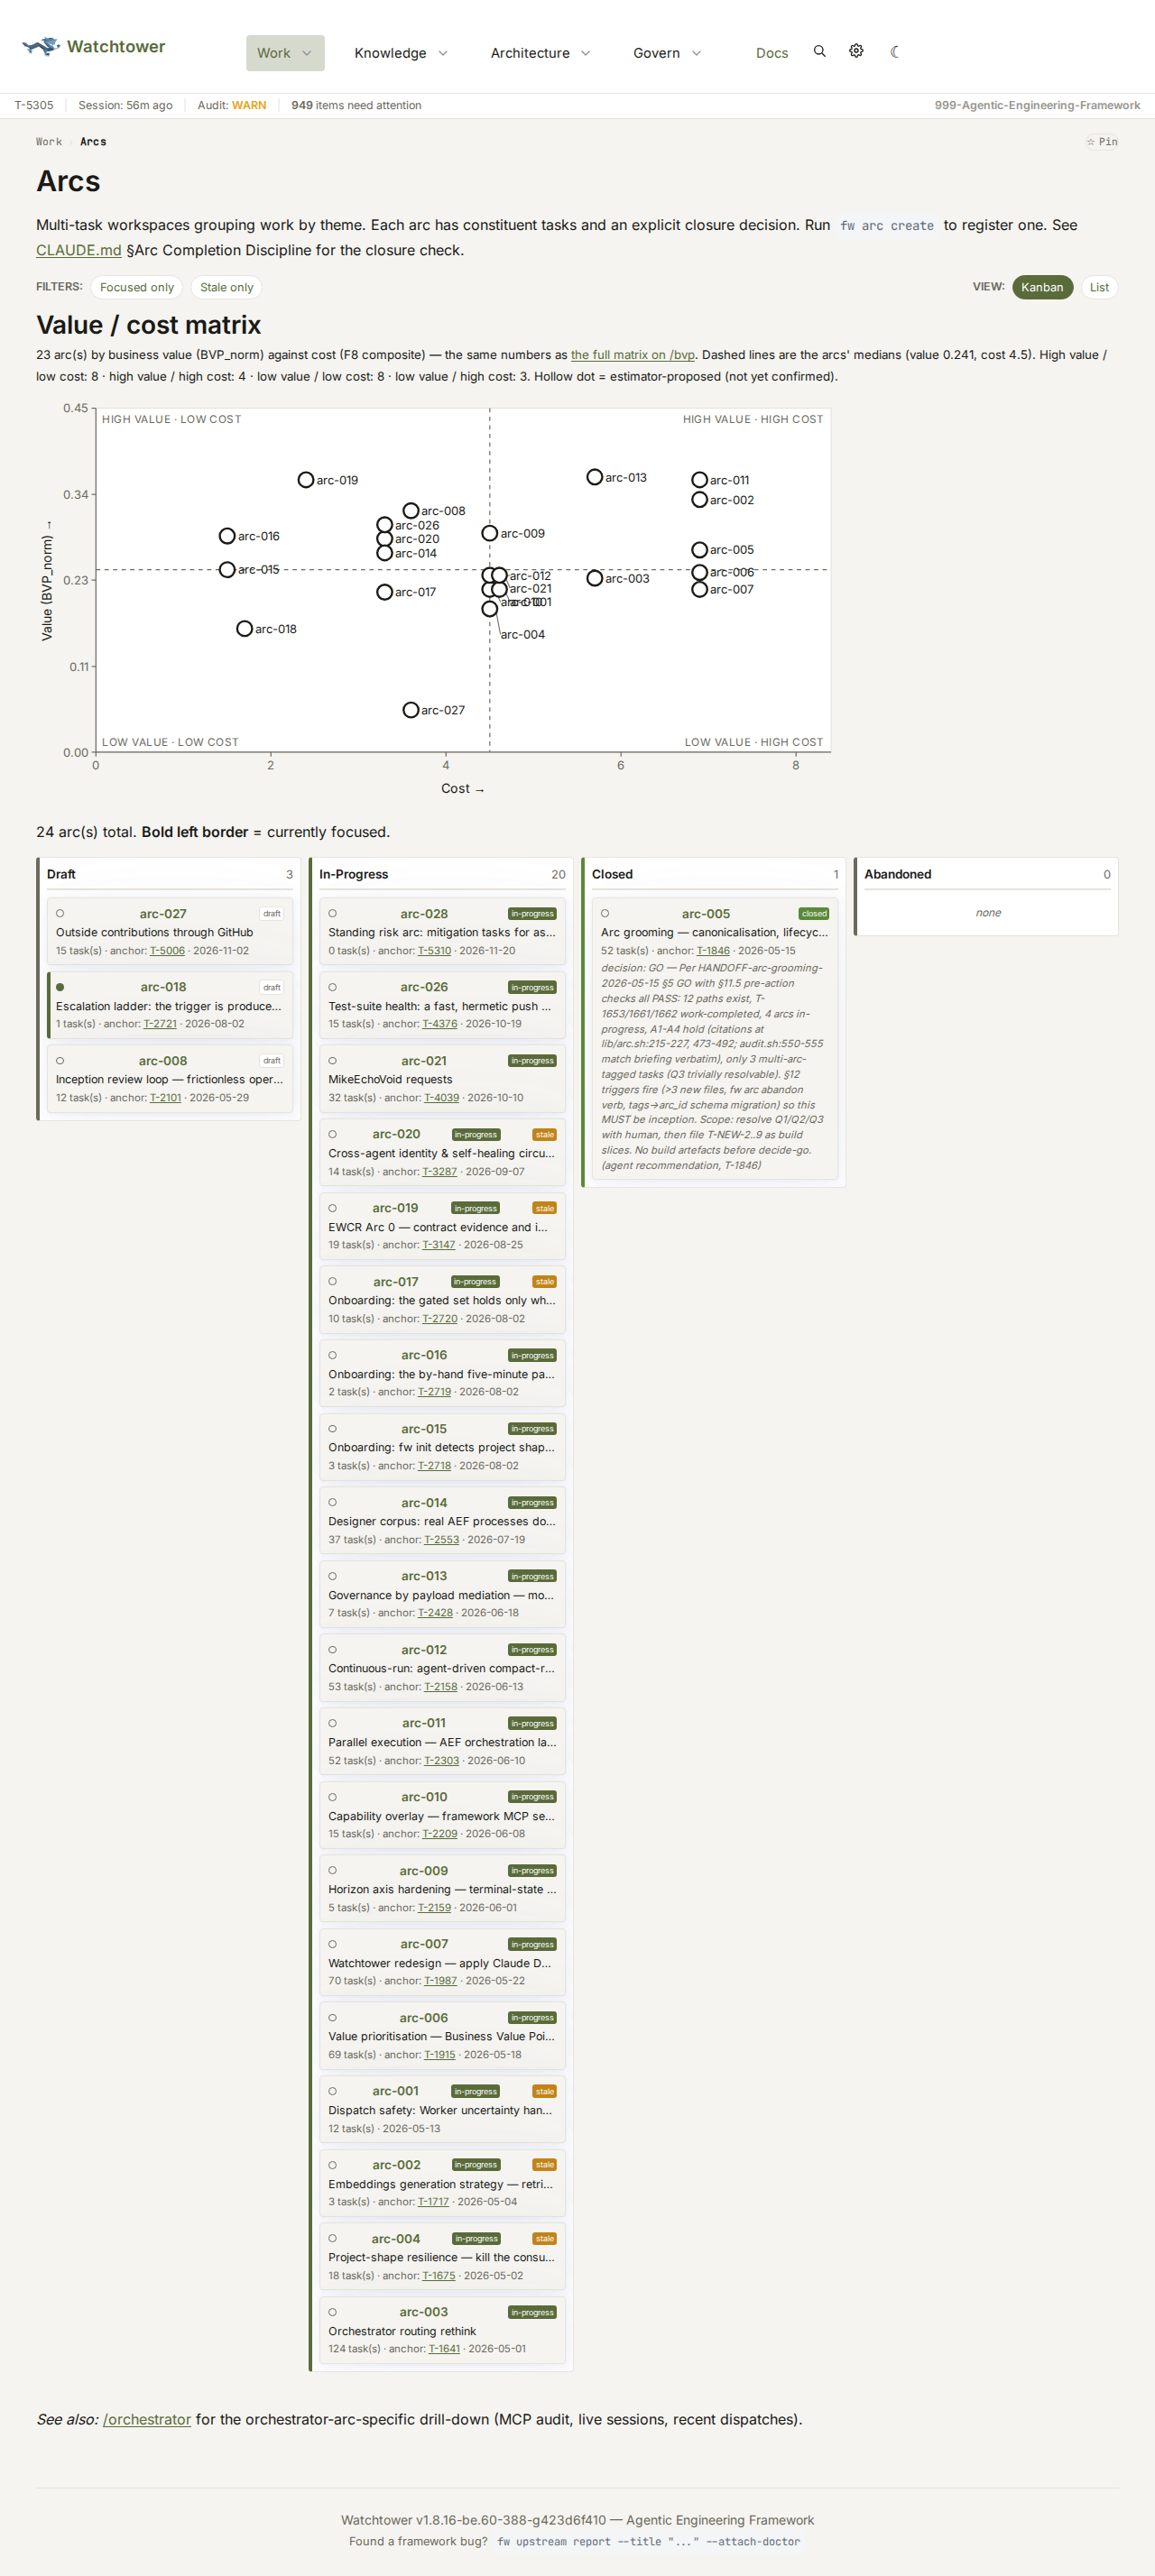 Watchtower
Work
Knowledge
Architecture
Govern
Docs
T-5305
Session: 56m ago
Audit: WARN
949 items need attention
999-Agentic-Engineering-Framework
Work
Arcs
☆ Pin
Arcs
Multi-task workspaces grouping work by theme. Each arc has constituent tasks and an explicit closure decision. Run fw arc create to register one. See
CLAUDE.md §Arc Completion Discipline for the closure check.
FILTERS: Focused only Stale only
VIEW: Kanban List
Value / cost matrix
23 arc(s) by business value (BVP_norm) against cost (F8 composite) — the same numbers as the full matrix on /bvp. Dashed lines are the arcs' medians (value 0.241, cost 4.5). High value /
low cost: 8 · high value / high cost: 4 · low value / low cost: 8 · low value / high cost: 3. Hollow dot = estimator-proposed (not yet confirmed).
0.45
HIGH VALUE · LOW COST
HIGH VALUE · HIGH COST
arc-019
arc-013
arc-011
0.34
arc-002
arc-008
arc-026
arc-016
arc-020
arc-009
arc-014
arc-005
arc-015
arc-012
arc-003
arc-006
0.23
arc-017
arc-021
arc-007
arc-001
arc-018
arc-004
Value (BVP_norm) →
0.11
arc-027
LOW VALUE · LOW COST
LOW VALUE · HIGH COST
0.00
0
2
4
6
8
Cost →
24 arc(s) total. Bold left border = currently focused.
Draft 3
arc-027 draft
Outside contributions through GitHub
15 task(s) · anchor: T-5006 · 2026-11-02
arc-018 draft
Escalation ladder: the trigger is produce...
1 task(s) · anchor: T-2721 · 2026-08-02
arc-008 draft
Inception review loop — frictionless oper...
12 task(s) · anchor: T-2101 · 2026-05-29
In-Progress 20
arc-028 in-progress
Standing risk arc: mitigation tasks for as...
0 task(s) · anchor: T-5310 · 2026-11-20
arc-026 in-progress
Test-suite health: a fast, hermetic push ...
15 task(s) · anchor: T-4376 · 2026-10-19
arc-021 in-progress
MikeEchoVoid requests
32 task(s) · anchor: T-4039 · 2026-10-10
arc-020 in-progress stale
Cross-agent identity & self-healing circu...
14 task(s) · anchor: T-3287 · 2026-09-07
arc-019 in-progress stale
EWCR Arc 0 — contract evidence and i...
19 task(s) · anchor: T-3147 · 2026-08-25
arc-017 in-progress stale
Onboarding: the gated set holds only wh...
10 task(s) · anchor: T-2720 · 2026-08-02
arc-016 in-progress
Onboarding: the by-hand five-minute pa...
2 task(s) · anchor: T-2719 · 2026-08-02
arc-015 in-progress
Onboarding: fw init detects project shap...
3 task(s) · anchor: T-2718 · 2026-08-02
arc-014 in-progress
Designer corpus: real AEF processes do...
37 task(s) · anchor: T-2553 · 2026-07-19
arc-013 in-progress
Governance by payload mediation — mo...
7 task(s) · anchor: T-2428 · 2026-06-18
arc-012 in-progress
Continuous-run: agent-driven compact-r...
53 task(s) · anchor: T-2158 · 2026-06-13
arc-011 in-progress
Parallel execution — AEF orchestration la...
52 task(s) · anchor: T-2303 · 2026-06-10
arc-010 in-progress
Capability overlay — framework MCP se...
15 task(s) · anchor: T-2209 · 2026-06-08
arc-009 in-progress
Horizon axis hardening — terminal-state ...
5 task(s) · anchor: T-2159 · 2026-06-01
arc-007 in-progress
Watchtower redesign — apply Claude D...
70 task(s) · anchor: T-1987 · 2026-05-22
arc-006 in-progress
Value prioritisation — Business Value Poi...
69 task(s) · anchor: T-1915 · 2026-05-18
arc-001 in-progress stale
Dispatch safety: Worker uncertainty han...
12 task(s) · 2026-05-13
arc-002 in-progress stale
Embeddings generation strategy — retri...
3 task(s) · anchor: T-1717 · 2026-05-04
arc-004 in-progress stale
Project-shape resilience — kill the consu...
18 task(s) · anchor: T-1675 · 2026-05-02
arc-003 in-progress
Orchestrator routing rethink
124 task(s) · anchor: T-1641 · 2026-05-01
Closed 1
arc-005 closed
Arc grooming — canonicalisation, lifecyc...
52 task(s) · anchor: T-1846 · 2026-05-15
decision: GO — Per HANDOFF-arc-grooming-
2026-05-15 §5 GO with §11.5 pre-action
checks all PASS: 12 paths exist, T-
1653/1661/1662 work-completed, 4 arcs in-
progress, A1-A4 hold (citations at
lib/arc.sh:215-227, 473-492; audit.sh:550-555
match briefing verbatim), only 3 multi-arc-
tagged tasks (Q3 trivially resolvable). §12
triggers fire (>3 new files, fw arc abandon
verb, tags→arc_id schema migration) so this
MUST be inception. Scope: resolve Q1/Q2/Q3
with human, then file T-NEW-2..9 as build
slices. No build artefacts before decide-go.
(agent recommendation, T-1846)
Abandoned 0
none
See also: /orchestrator for the orchestrator-arc-specific drill-down (MCP audit, live sessions, recent dispatches).
Watchtower v1.8.16-be.60-388-g423d6f410 — Agentic Engineering Framework
Found a framework bug? fw upstream report --title "..." --attach-doctor